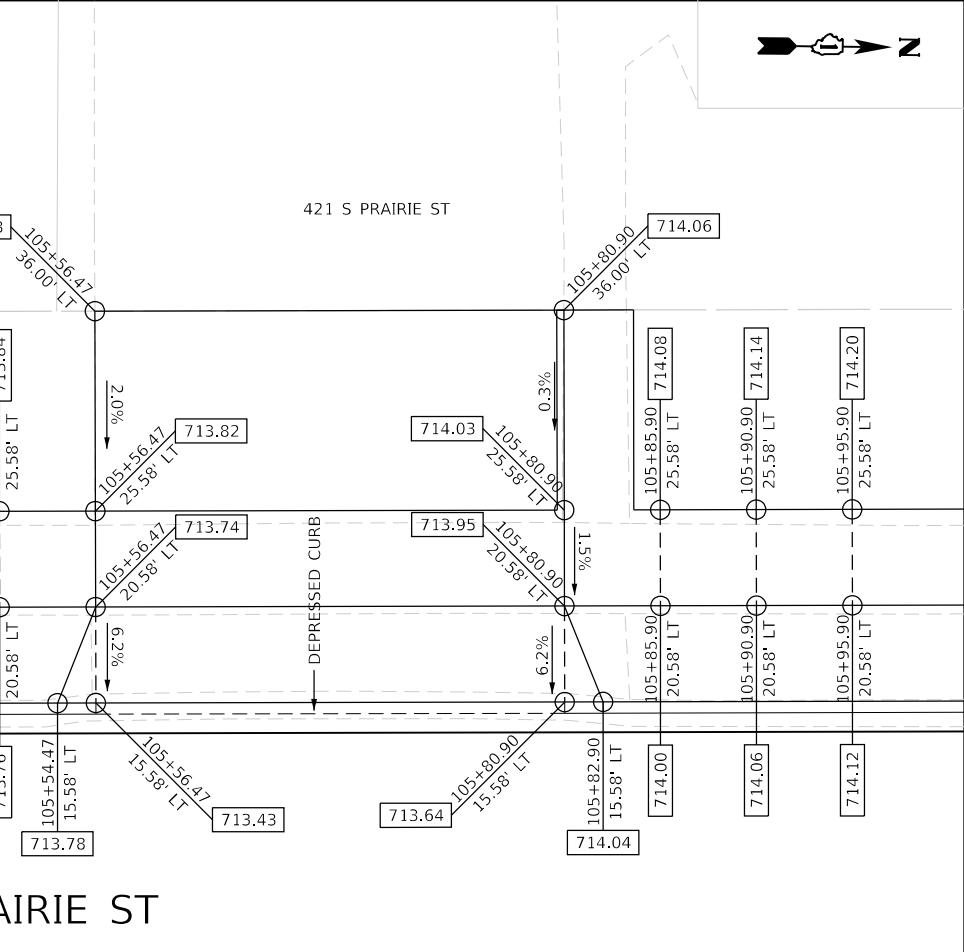 N
421 S PRAIRIE ST
105+56.47
36.00' LT
105+80.90
36.00' LT
714.06
2.0%
0.3%
25.58' LT
105+56.47
25.58' LT
713.82
714.03
105+80.90
25.58' LT
714.08
105+85.90
25.58' LT
714.14
105+90.90
25.58' LT
714.20
105+95.90
25.58' LT
105+56.47
20.58' LT
713.74
713.95
105+80.90
20.58' LT
1.5%
DEPRESSED CURB
6.2%
6.2%
20.58' LT
105+85.90
20.58' LT
714.00
105+90.90
20.58' LT
714.06
105+95.90
20.58' LT
714.12
105+54.47
15.58' LT
713.78
105+56.47
15.58' LT
713.43
105+80.90
15.58' LT
713.64
105+82.90
15.58' LT
714.04
AIRIE ST